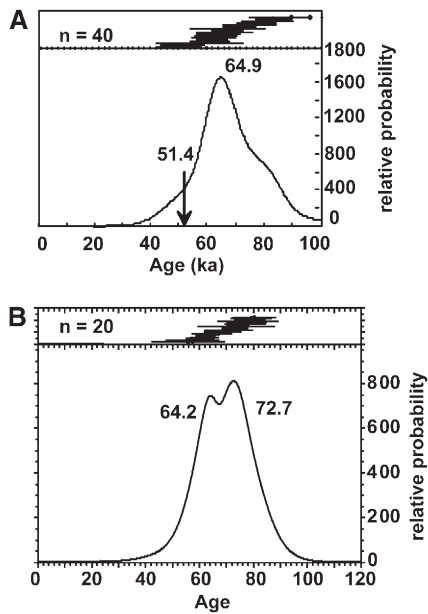 A
n = 40
1800
64.9
1600
1200
800
400
0
51.4
relative probability
0 20 40 60 80 100
Age (ka)
B
n = 20
64.2
72.7
800
600
400
200
0
relative probability
0 20 40 60 80 100 120
Age